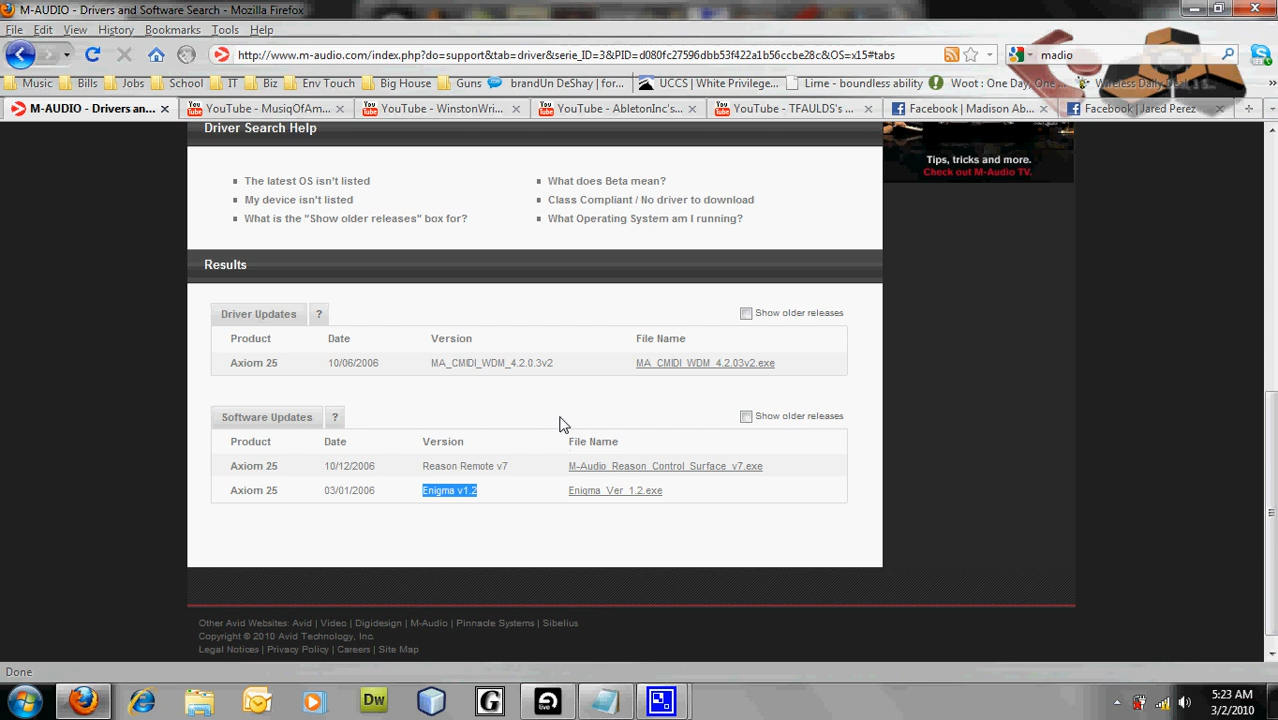 M-AUDIO - Drivers and Software Search - Mozilla Firefox
File Edit View History Bookmarks Tools Help
http://www.m-audio.com/index.php?do=support&tab=driver&serie_ID=3&PID=d080fc27596dbb53f422a1b56ccbe28c&OS=x15#tabs
madio
Music Bills Jobs School IT Biz Ent Touch Big House: Go Green brandUn DeShay | for... UCCS | White Privilege... Lime - boundless ability Woot : One Day, One ... Wireless Daily Deal, 1 S... »
M-AUDIO - Drivers an... YouTube - MusiqOfAm... YouTube - WinstonWri... YouTube - AbletonInc's... YouTube - TFAULDS's ... Facebook | Madison Ab... Facebook | Jared Perez
Driver Search Help
Tips, tricks and more.
Check out M-Audio TV.
The latest OS isn't listed What does Beta mean?
My device isn't listed Class Compliant / No driver to download
What is the "Show older releases" box for? What Operating System am I running?
Results
Driver Updates ? Show older releases
Product Date Version File Name
Axiom 25 10/06/2006 MA_CMIDI_WDM_4.2.0.3v2 MA_CMIDI_WDM_4.2.03v2.exe
Software Updates ? Show older releases
Product Date Version File Name
Axiom 25 10/12/2006 Reason Remote v7 M-Audio_Reason_Control_Surface_v7.exe
Axiom 25 03/01/2006 Enigma v1.2 Enigma_Ver_1.2.exe
Other Avid Websites: Avid | Video | Digidesign | M-Audio | Pinnacle Systems | Sibelius
Copyright © 2010 Avid Technology, Inc.
Legal Notices | Privacy Policy | Careers | Site Map
Done
Dw G live
5:23 AM
3/2/2010